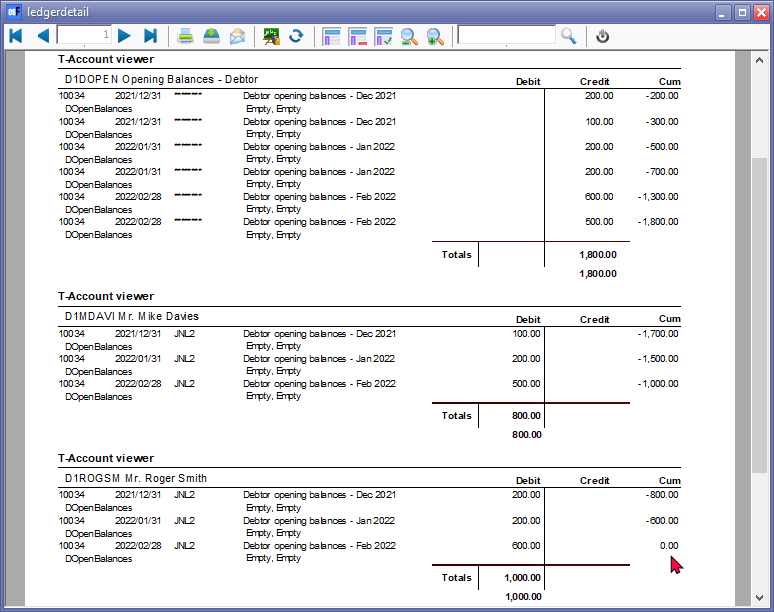 ledgerdetail
1
T-Account viewer
D1DOPEN Opening Balances - Debtor Debit Credit Cum
10034 2021/12/31 ******** Debtor opening balances - Dec 2021 200.00 -200.00
DOpenBalances Empty, Empty
10034 2021/12/31 ******** Debtor opening balances - Dec 2021 100.00 -300.00
DOpenBalances Empty, Empty
10034 2022/01/31 ******** Debtor opening balances - Jan 2022 200.00 -500.00
DOpenBalances Empty, Empty
10034 2022/01/31 ******** Debtor opening balances - Jan 2022 200.00 -700.00
DOpenBalances Empty, Empty
10034 2022/02/28 ******** Debtor opening balances - Feb 2022 600.00 -1,300.00
DOpenBalances Empty, Empty
10034 2022/02/28 ******** Debtor opening balances - Feb 2022 500.00 -1,800.00
DOpenBalances Empty, Empty
Totals 1,800.00
1,800.00
T-Account viewer
D1MDAVI Mr. Mike Davies Debit Credit Cum
10034 2021/12/31 JNL2 Debtor opening balances - Dec 2021 100.00 -1,700.00
DOpenBalances Empty, Empty
10034 2022/01/31 JNL2 Debtor opening balances - Jan 2022 200.00 -1,500.00
DOpenBalances Empty, Empty
10034 2022/02/28 JNL2 Debtor opening balances - Feb 2022 500.00 -1,000.00
DOpenBalances Empty, Empty
Totals 800.00
800.00
T-Account viewer
D1ROGSM Mr. Roger Smith Debit Credit Cum
10034 2021/12/31 JNL2 Debtor opening balances - Dec 2021 200.00 -800.00
DOpenBalances Empty, Empty
10034 2022/01/31 JNL2 Debtor opening balances - Jan 2022 200.00 -600.00
DOpenBalances Empty, Empty
10034 2022/02/28 JNL2 Debtor opening balances - Feb 2022 600.00 0.00
DOpenBalances Empty, Empty
Totals 1,000.00
1,000.00